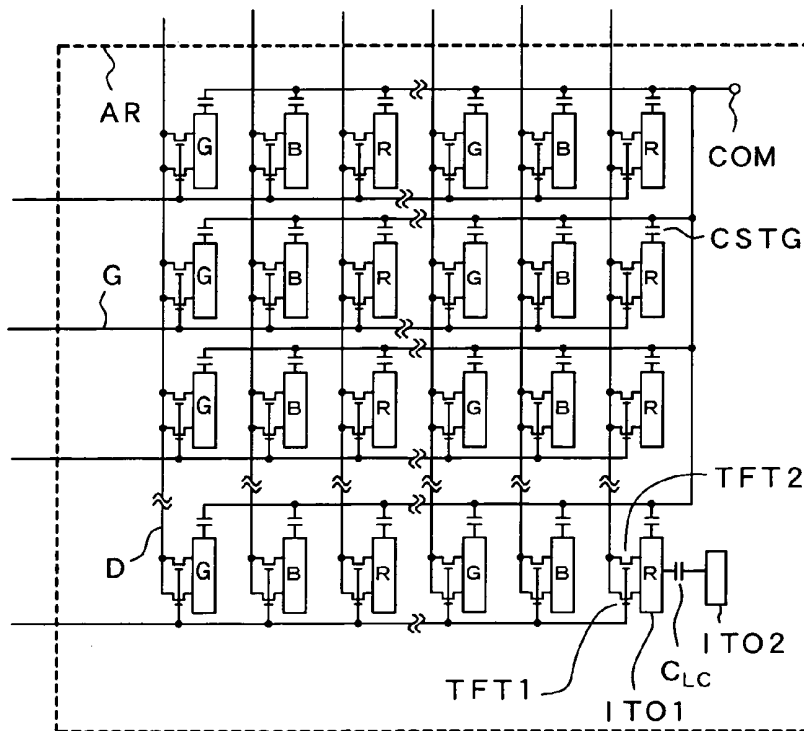 AR
COM
G B R G B R
CSTG
G B R G B R
G
G B R G B R
TFT2
D
G B R G B R
ITO2
CLC
TFT1
ITO1